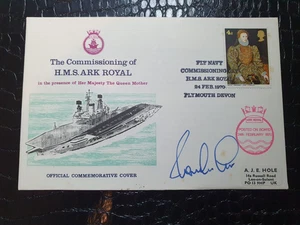 The Commissioning of
H.M.S. ARK ROYAL
in the presence of Her Majesty The Queen Mother
OFFICIAL COMMEMORATIVE COVER
4d
FLY NAVY
COMMISSIONING
H.M.S. ARK ROYAL
24 FEB. 1970
PLYMOUTH DEVON
A. J. E. HOLE